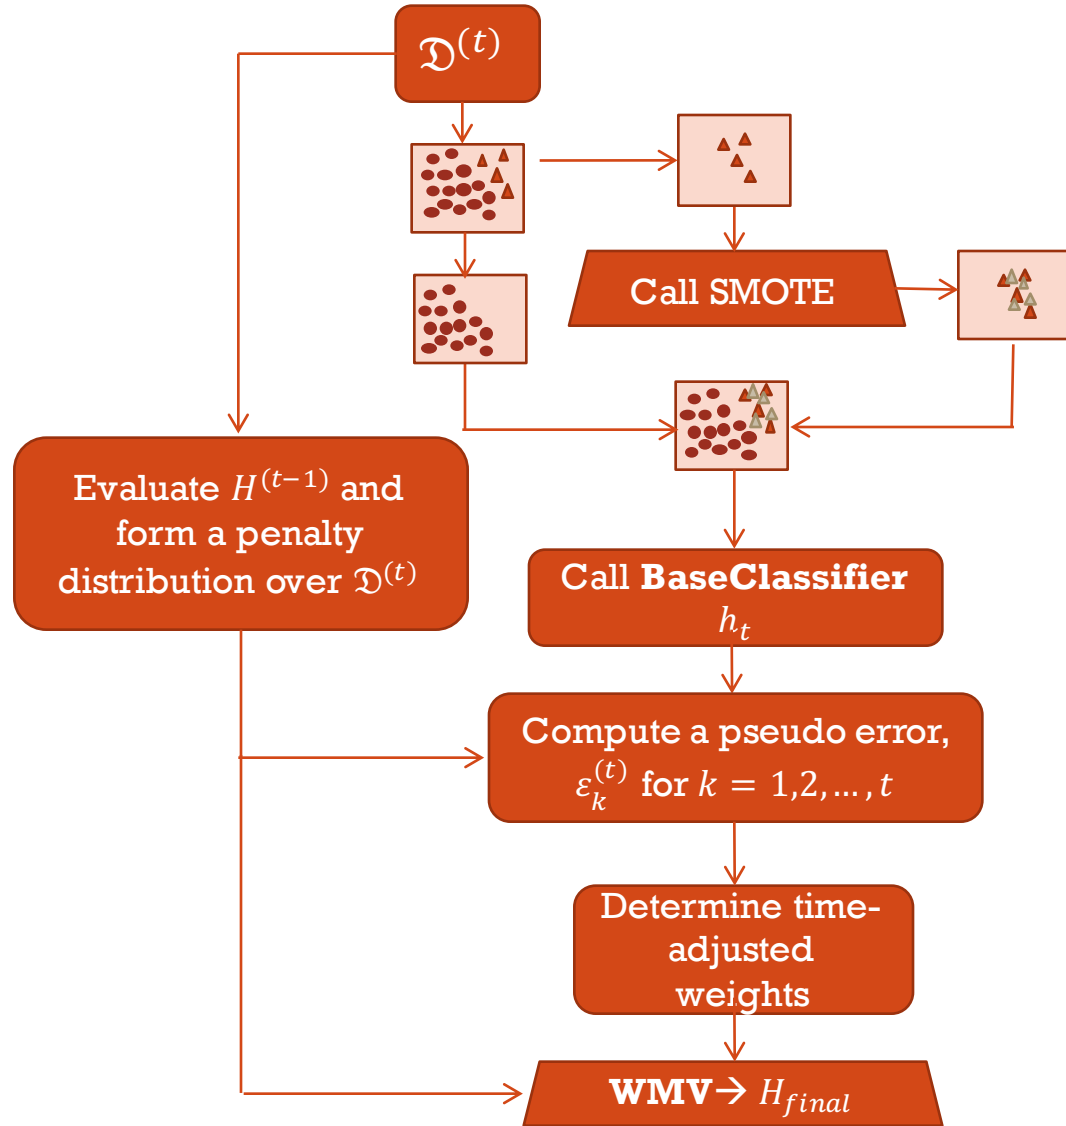 𝔇^(t)
Call SMOTE
Evaluate H^(t−1) and
form a penalty
distribution over 𝔇^(t)
Call BaseClassifier
h_t
Compute a pseudo error,
ε_k^(t) for k = 1,2, … , t
Determine time-
adjusted
weights
WMV→ H_final